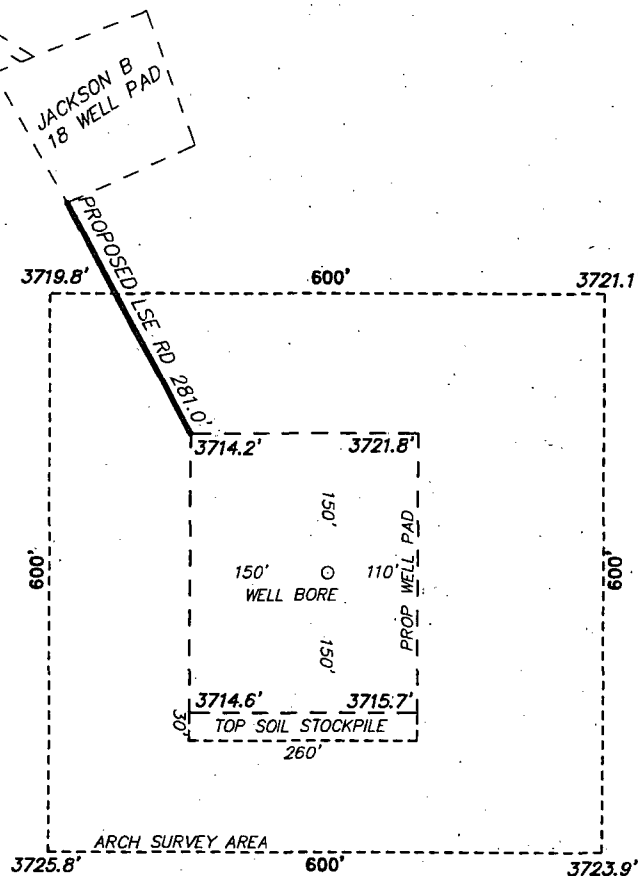 JACKSON B
18 WELL PAD
PROPOSED LSE RD 281.0'
3719.8'
600'
3721.1
3714.2'
3721.8'
150'
600'
150'
110'
WELL BORE
PROP WELL PAD
600'
150'
3714.6'
3715.7'
30'
TOP SOIL STOCKPILE
260'
ARCH SURVEY AREA
3725.8'
600'
3723.9'